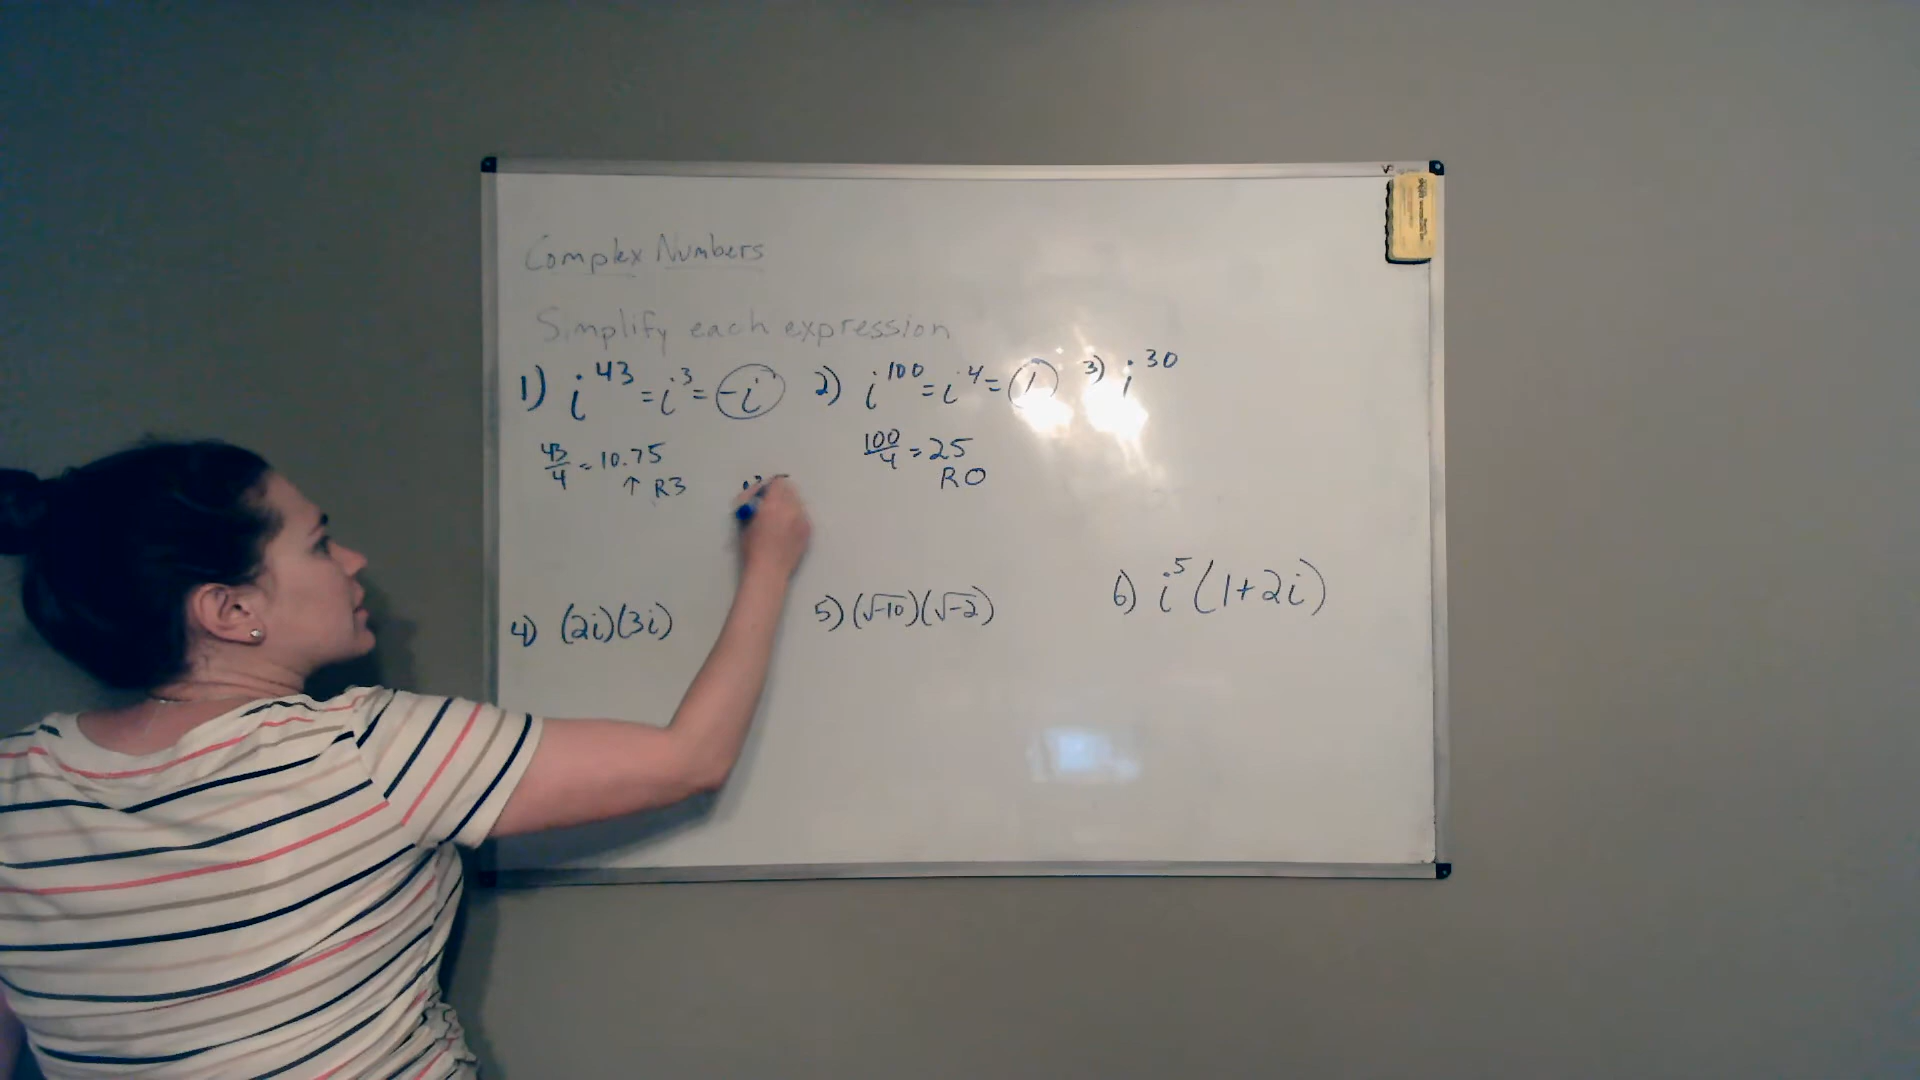 Complex Numbers
Simplify each expression
1) i^43 = i^3 = -i 2) i^100 = i^4 = 1 3) i^30
43/4 = 10.75 100/4 = 25
↑ R3 R0
4) (2i)(3i) 5) (√-10)(√-2) 6) i^5(1+2i)